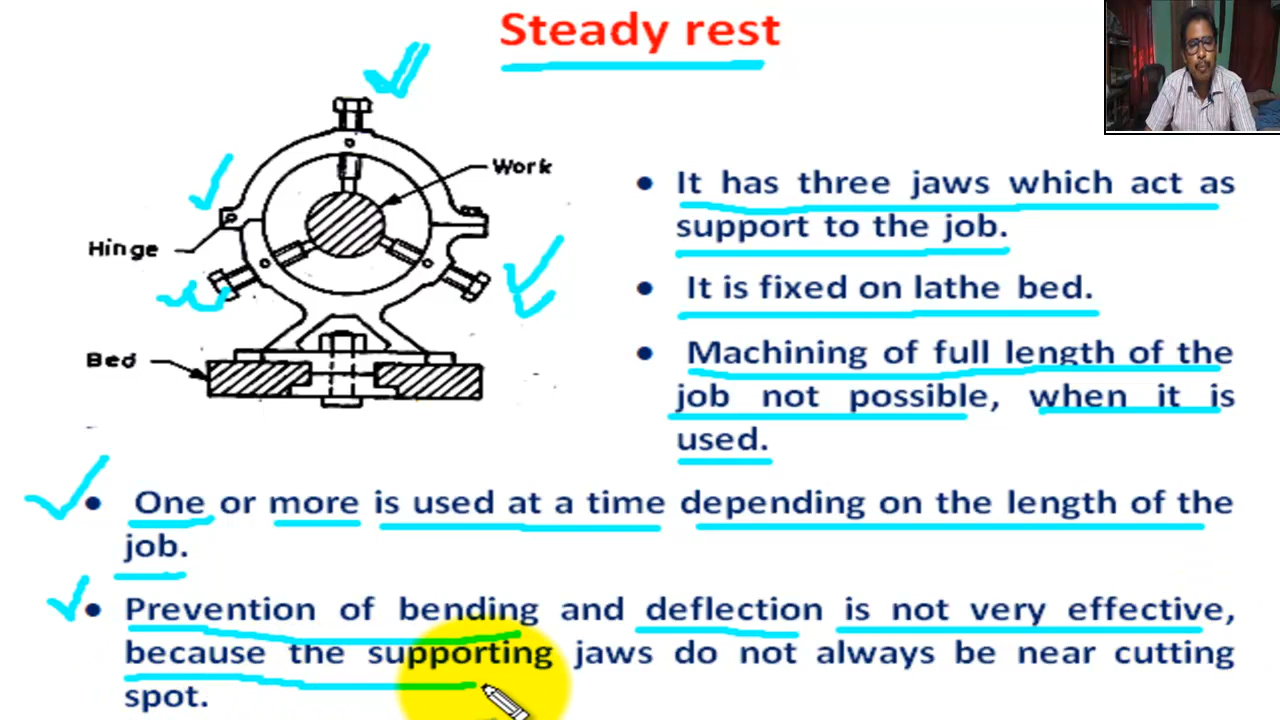 Steady rest
Work
Hinge
Bed
• It has three jaws which act as
support to the job.
• It is fixed on lathe bed.
• Machining of full length of the
job not possible, when it is
used.
• One or more is used at a time depending on the length of the
job.
• Prevention of bending and deflection is not very effective,
because the supporting jaws do not always be near cutting
spot.